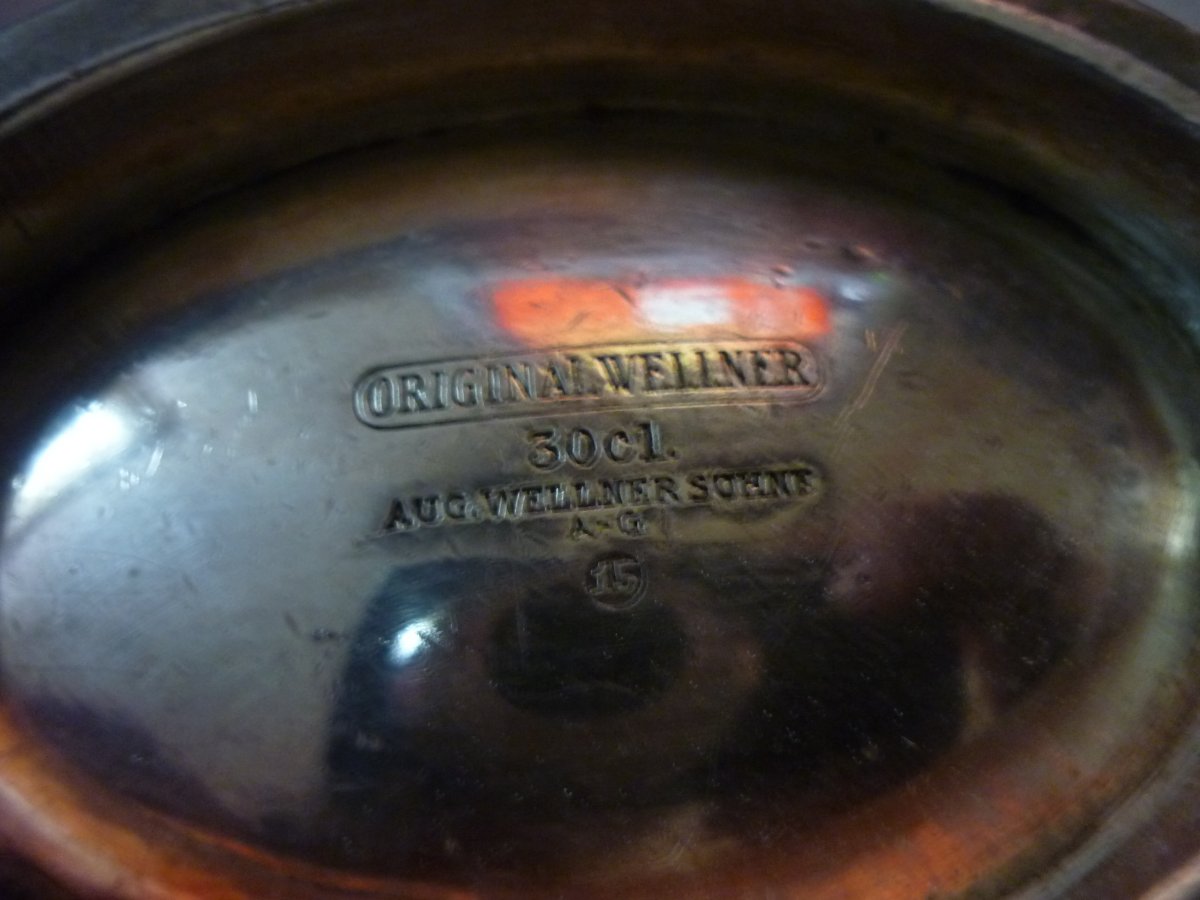 ORIGINAL WELLNER
30cl.
AUG. WELLNER SÖHNE
A-G
15